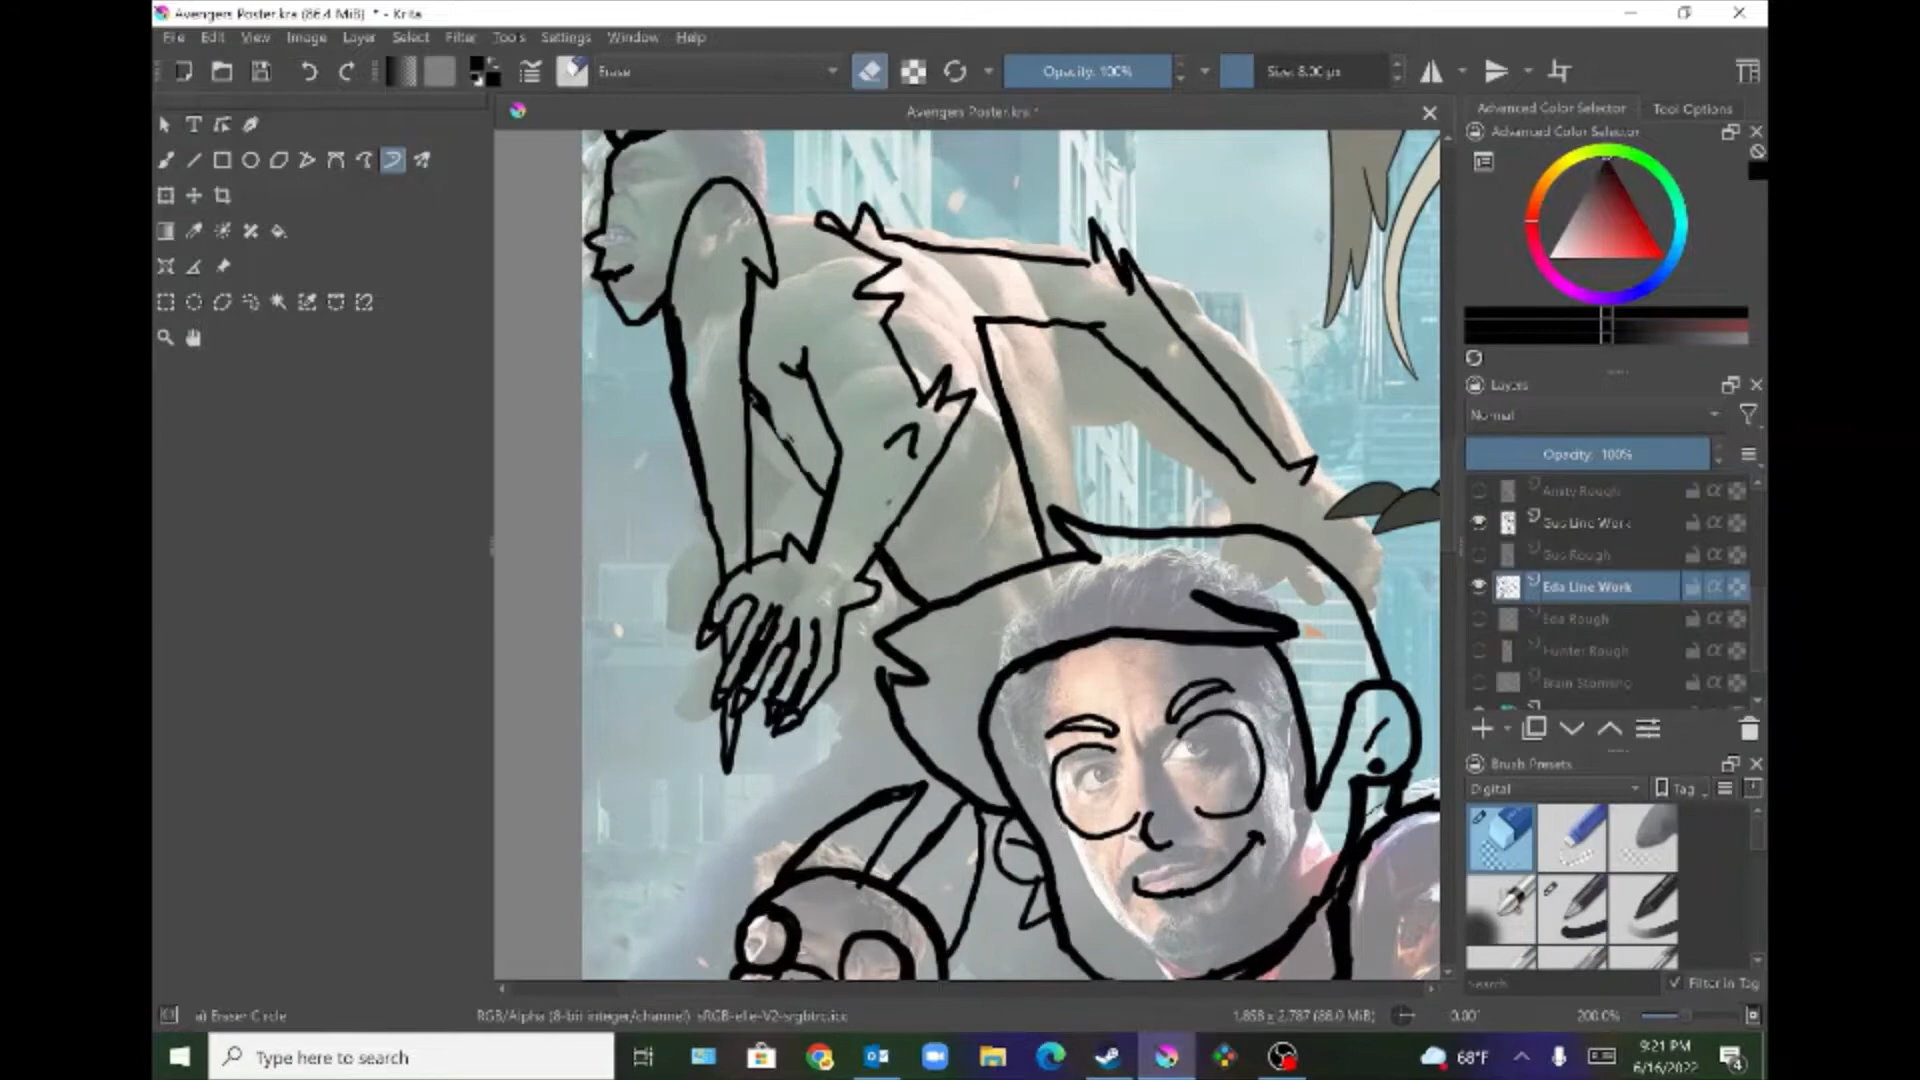 Avengers Poster.kra (86.4 MiB) * - Krita
File Edit View Image Layer Select Filter Tools Settings Window Help
Erase
Opacity: 100%
Size: 8.00 px
Avengers Poster.kra *
Advanced Color Selector Tool Options
Advanced Color Selector
Layers
Normal
Opacity: 100%
Amity Rough
Gus Line Work
Gus Rough
Eda Line Work
Eda Rough
Hunter Rough
Brain Storming
Brush Presets
Digital
Tag
Search
Filter in Tag
a) Eraser Circle
RGB/Alpha (8-bit integer/channel) sRGB-elle-V2-srgbtrc.icc
1,858 x 2,787 (88.0 MiB)
0.00°
200.0%
Type here to search
68°F
9:21 PM
6/16/2022
4